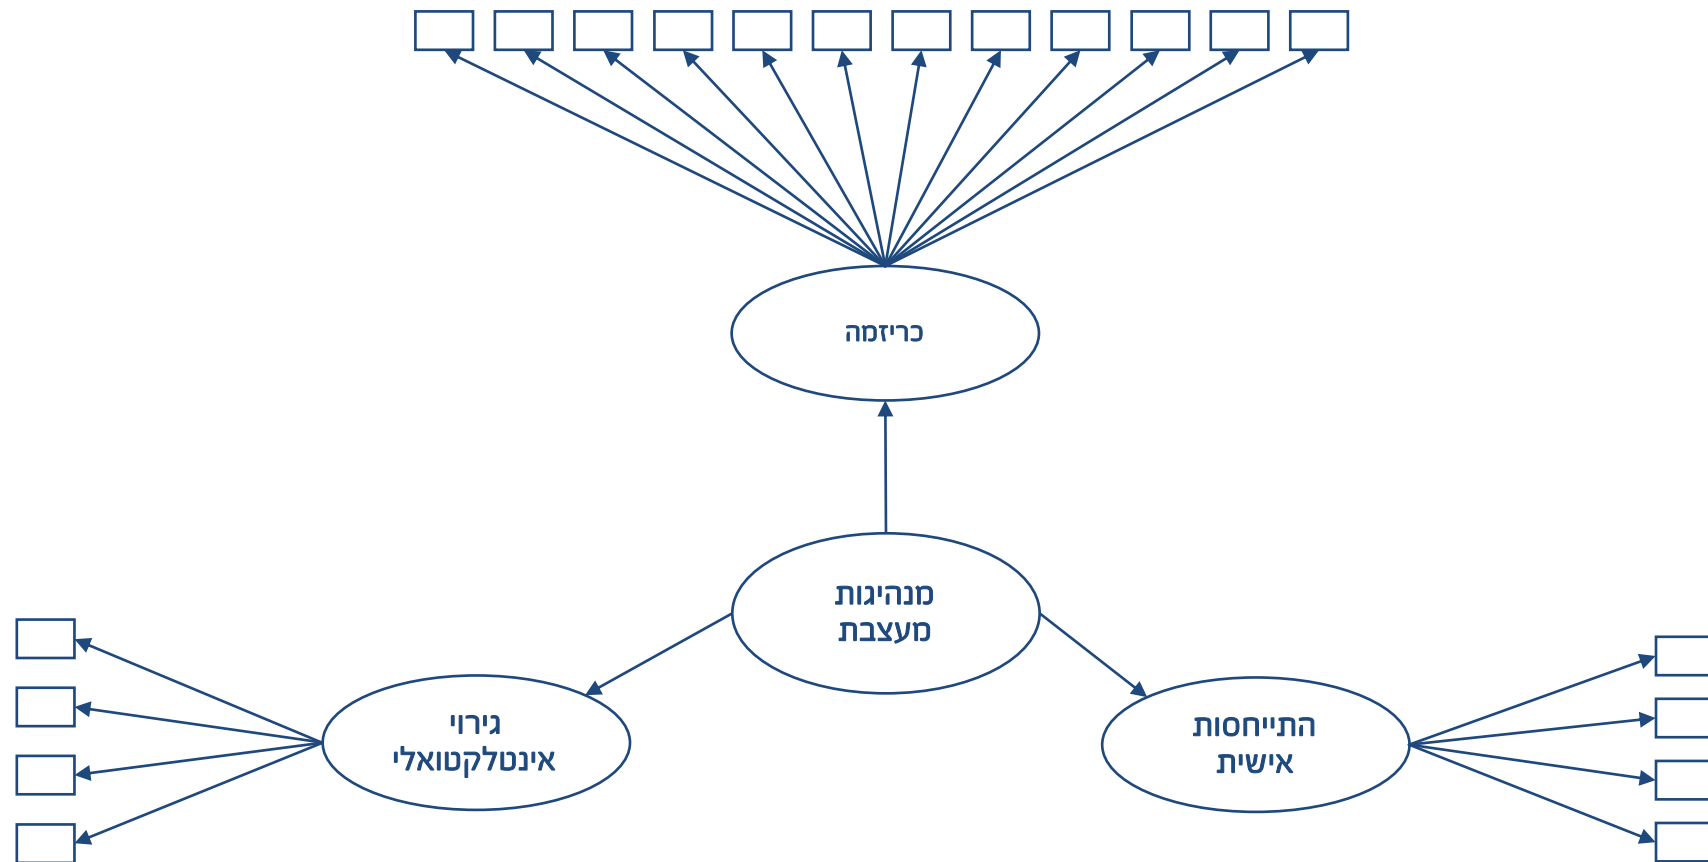 כריזמה
מנהיגות
מעצבת
גירוי
אינטלקטואלי
התייחסות
אישית